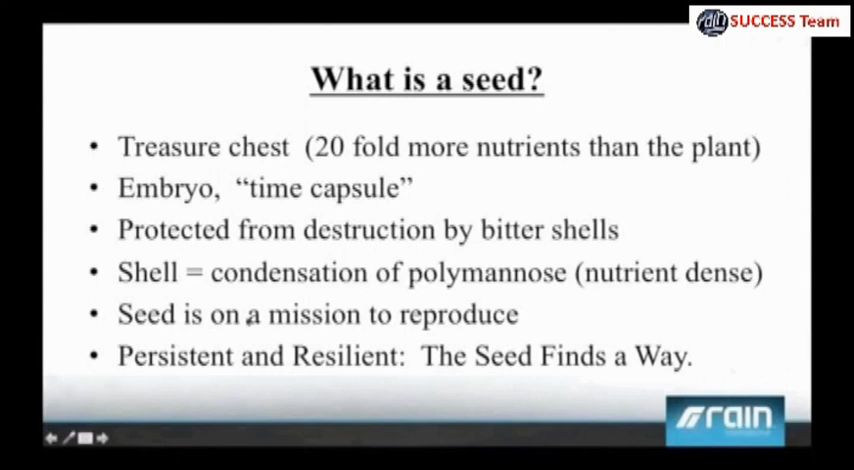 rain SUCCESS Team
What is a seed?
• Treasure chest (20 fold more nutrients than the plant)
• Embryo, “time capsule”
• Protected from destruction by bitter shells
• Shell = condensation of polymannose (nutrient dense)
• Seed is on a mission to reproduce
• Persistent and Resilient: The Seed Finds a Way.
rain